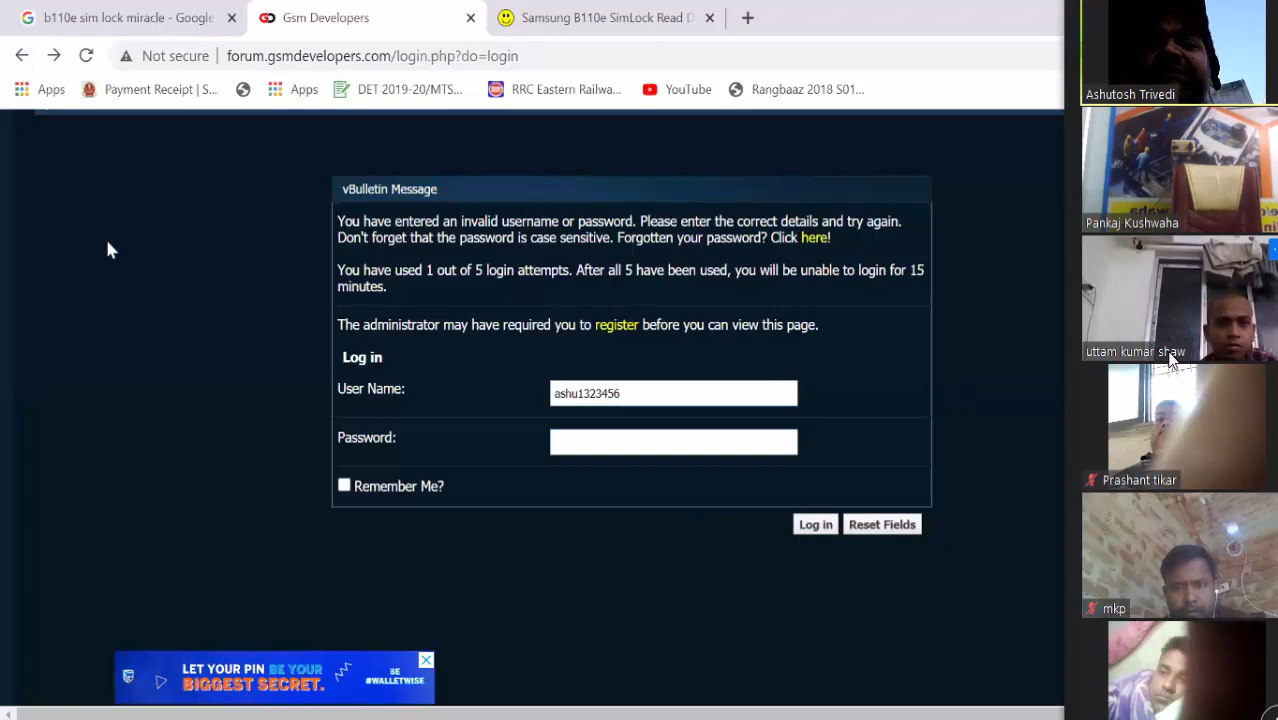 b110e sim lock miracle - Google
Gsm Developers
Samsung B110e SimLock Read D
Not secure
forum.gsmdevelopers.com/login.php?do=login
Apps
Payment Receipt | S...
Apps
DET 2019-20/MTS...
RRC Eastern Railwa...
YouTube
Rangbaaz 2018 S01...
vBulletin Message
You have entered an invalid username or password. Please enter the correct details and try again.
Don't forget that the password is case sensitive. Forgotten your password? Click here!
You have used 1 out of 5 login attempts. After all 5 have been used, you will be unable to login for 15
minutes.
The administrator may have required you to register before you can view this page.
Log in
User Name:
ashu1323456
Password:
Remember Me?
Log in
Reset Fields
LET YOUR PIN BE YOUR
BIGGEST SECRET.
BE
#WALLETWISE
Ashutosh Trivedi
Pankaj Kushwaha
uttam kumar shaw
Prashant tikar
mkp